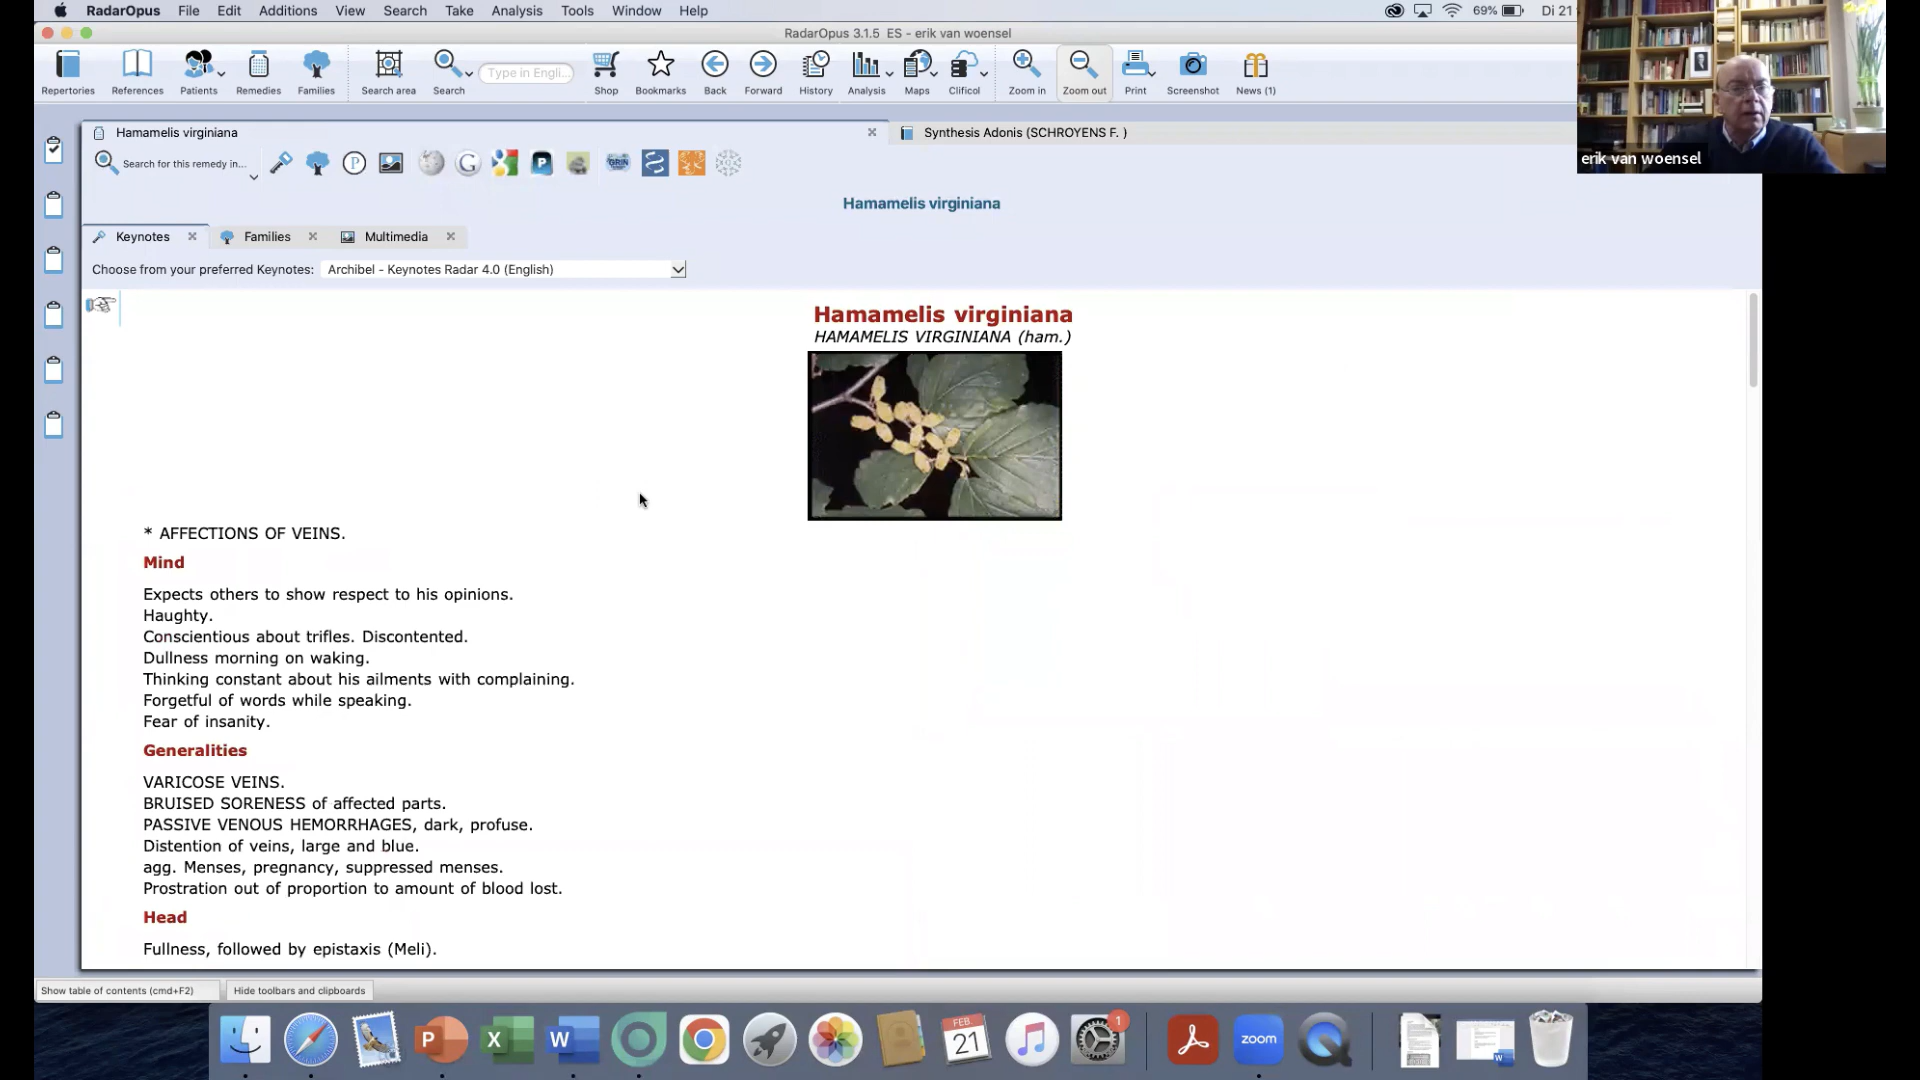 RadarOpus File Edit Additions View Search Take Analysis Tools Window Help 69% Di 21
RadarOpus 3.1.5 ES - erik van woensel
Repertories References Patients Remedies Families Search area Search Type in Engli... Shop Bookmarks Back Forward History Analysis Maps Clificol Zoom in Zoom out Print Screenshot News (1)
erik van woensel
Hamamelis virginiana
Synthesis Adonis (SCHROYENS F. )
Search for this remedy in... P G P GRIN
Hamamelis virginiana
Keynotes Families Multimedia
Choose from your preferred Keynotes: Archibel - Keynotes Radar 4.0 (English)
Hamamelis virginiana
HAMAMELIS VIRGINIANA (ham.)
* AFFECTIONS OF VEINS.
Mind
Expects others to show respect to his opinions.
Haughty.
Conscientious about trifles. Discontented.
Dullness morning on waking.
Thinking constant about his ailments with complaining.
Forgetful of words while speaking.
Fear of insanity.
Generalities
VARICOSE VEINS.
BRUISED SORENESS of affected parts.
PASSIVE VENOUS HEMORRHAGES, dark, profuse.
Distention of veins, large and blue.
agg. Menses, pregnancy, suppressed menses.
Prostration out of proportion to amount of blood lost.
Head
Fullness, followed by epistaxis (Meli).
Show table of contents (cmd+F2)
Hide toolbars and clipboards
P X W FEB. 21 1 zoom W